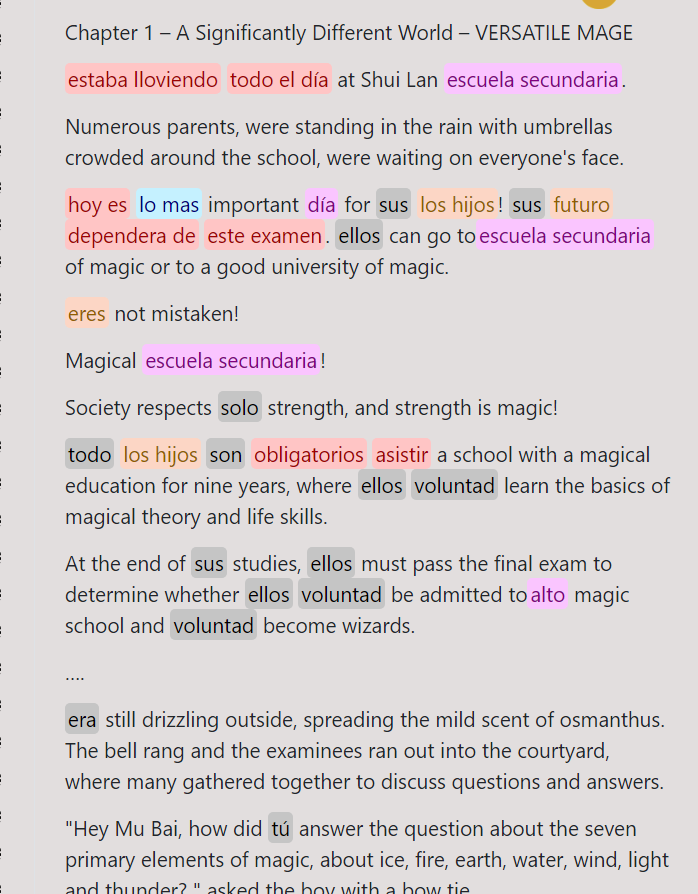 Chapter 1 – A Significantly Different World – VERSATILE MAGE
estaba lloviendo todo el día at Shui Lan escuela secundaria.
Numerous parents, were standing in the rain with umbrellas
crowded around the school, were waiting on everyone's face.
hoy es lo mas important día for sus los hijos! sus futuro
dependera de este examen. ellos can go to escuela secundaria
of magic or to a good university of magic.
eres not mistaken!
Magical escuela secundaria!
Society respects solo strength, and strength is magic!
todo los hijos son obligatorios asistir a school with a magical
education for nine years, where ellos voluntad learn the basics of
magical theory and life skills.
At the end of sus studies, ellos must pass the final exam to
determine whether ellos voluntad be admitted to alto magic
school and voluntad become wizards.
....
era still drizzling outside, spreading the mild scent of osmanthus.
The bell rang and the examinees ran out into the courtyard,
where many gathered together to discuss questions and answers.
"Hey Mu Bai, how did tú answer the question about the seven
primary elements of magic, about ice, fire, earth, water, wind, light
and thunder? " asked the boy with a bow tie